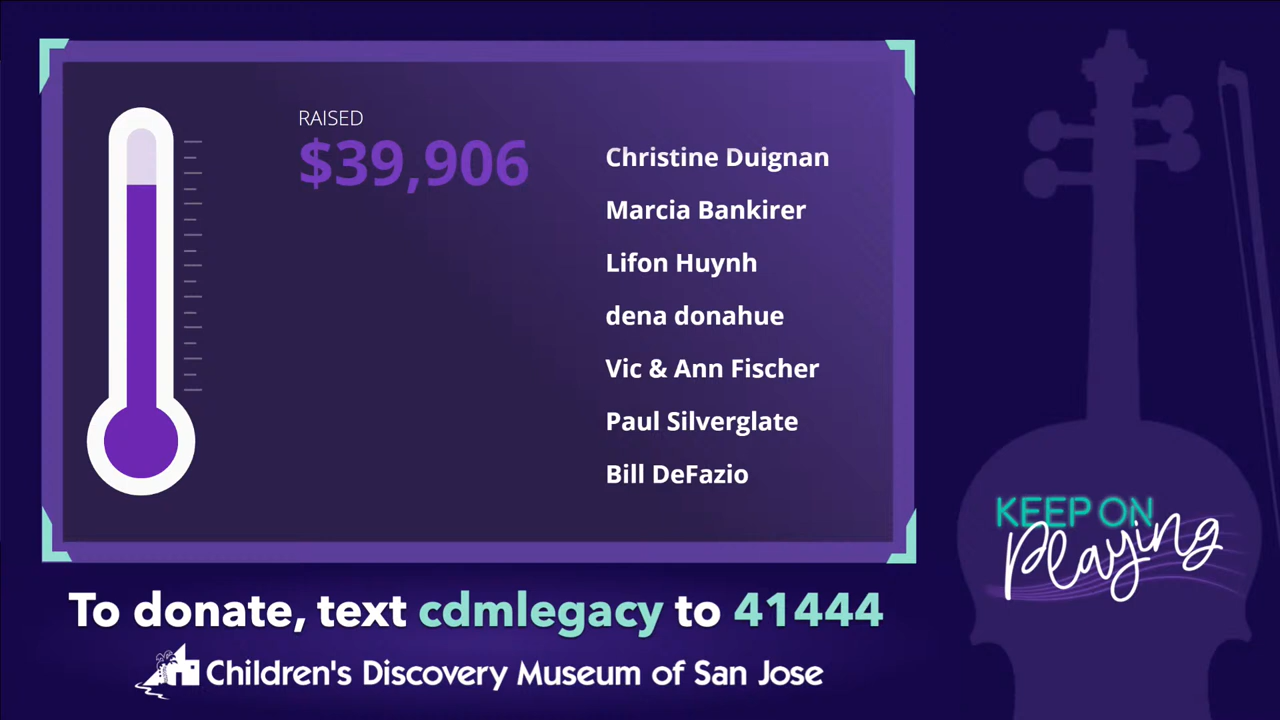 RAISED
$39,906
Christine Duignan
Marcia Bankirer
Lifon Huynh
dena donahue
Vic & Ann Fischer
Paul Silverglate
Bill DeFazio
KEEP ON
Playing
To donate, text cdmlegacy to 41444
Children's Discovery Museum of San Jose